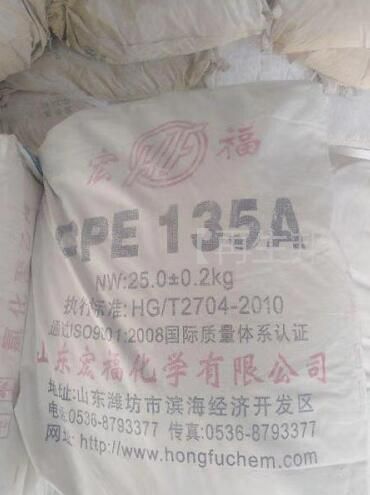 宏 HF 福
CPE 135A
NW:25.0±0.2kg
执行标准: HG/T2704-2010
通过ISO9001:2008国际质量体系认证
山东宏福化学有限公司
地址:山东潍坊市滨海经济开发区
电话:0536-8793377 传真:0536-8793377
网址: http://www.hongfuchem.com